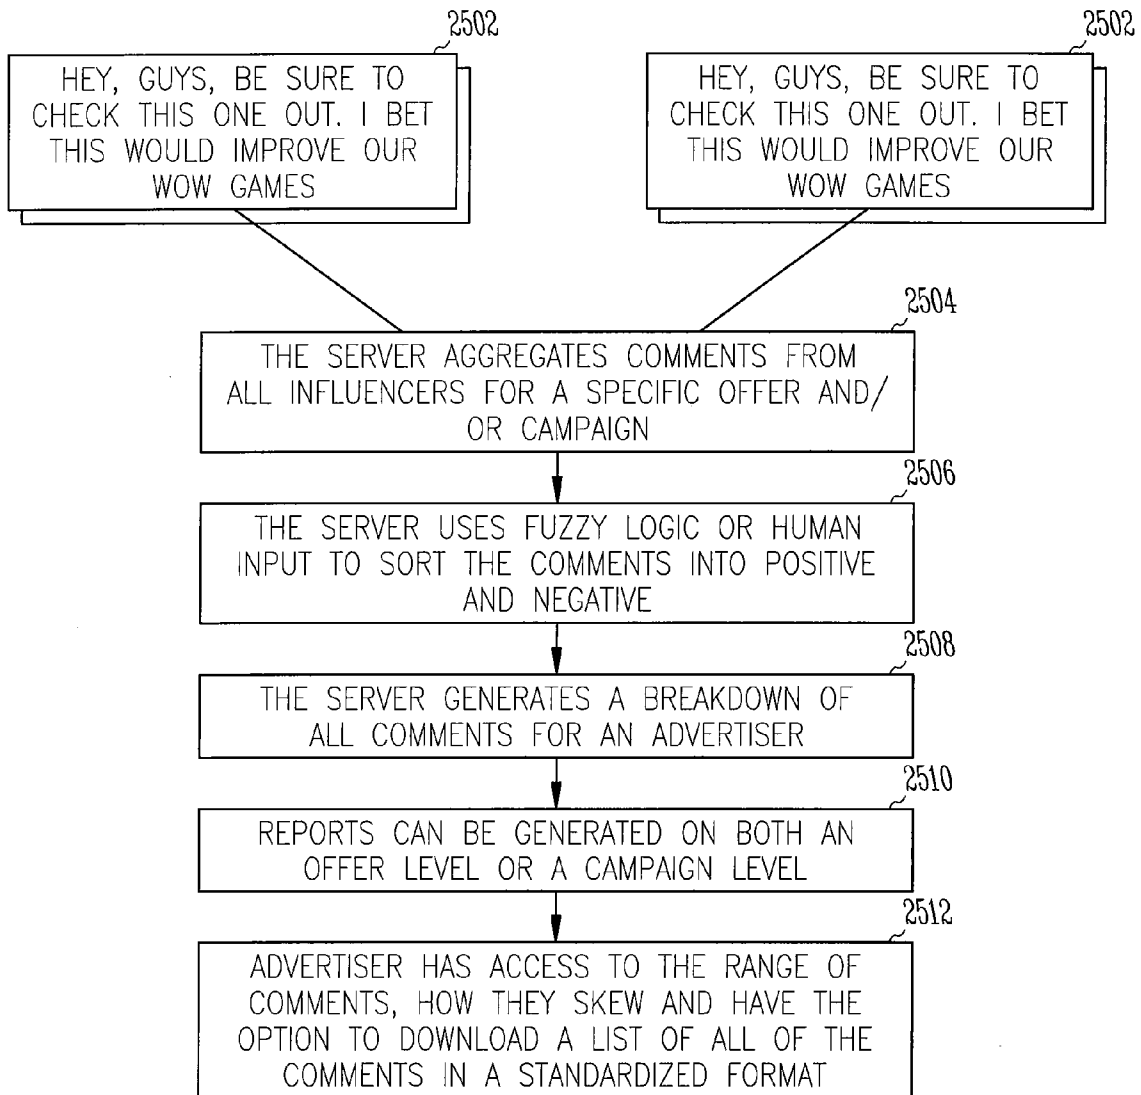 2502
HEY, GUYS, BE SURE TO
CHECK THIS ONE OUT. I BET
THIS WOULD IMPROVE OUR
WOW GAMES
2502
HEY, GUYS, BE SURE TO
CHECK THIS ONE OUT. I BET
THIS WOULD IMPROVE OUR
WOW GAMES
2504
THE SERVER AGGREGATES COMMENTS FROM
ALL INFLUENCERS FOR A SPECIFIC OFFER AND/
OR CAMPAIGN
2506
THE SERVER USES FUZZY LOGIC OR HUMAN
INPUT TO SORT THE COMMENTS INTO POSITIVE
AND NEGATIVE
2508
THE SERVER GENERATES A BREAKDOWN OF
ALL COMMENTS FOR AN ADVERTISER
2510
REPORTS CAN BE GENERATED ON BOTH AN
OFFER LEVEL OR A CAMPAIGN LEVEL
2512
ADVERTISER HAS ACCESS TO THE RANGE OF
COMMENTS, HOW THEY SKEW AND HAVE THE
OPTION TO DOWNLOAD A LIST OF ALL OF THE
COMMENTS IN A STANDARDIZED FORMAT